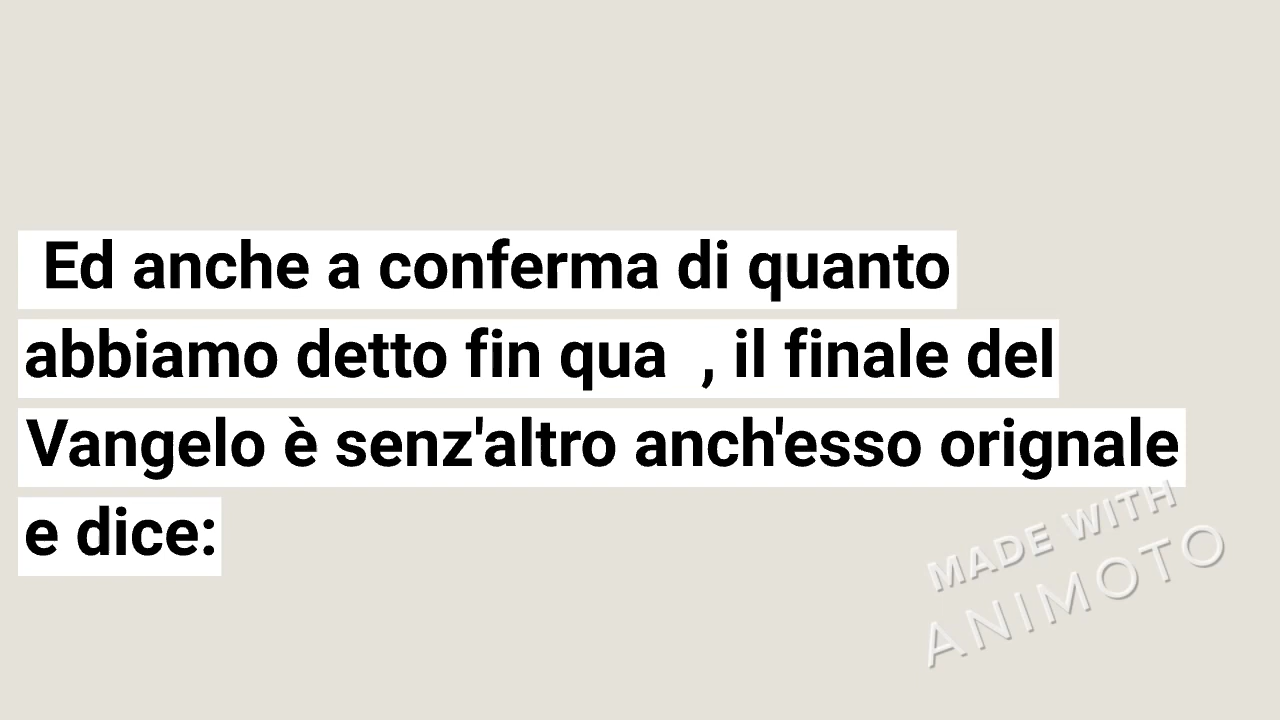 Ed anche a conferma di quanto
abbiamo detto fin qua  , il finale del
Vangelo è senz'altro anch'esso orignale
e dice:
MADE WITH
ANIMOTO